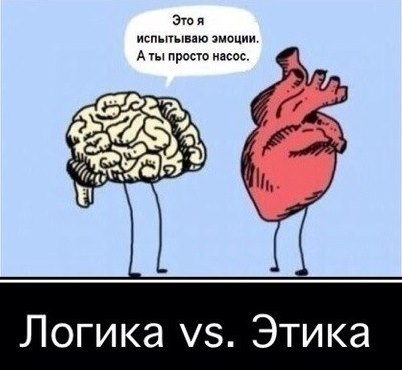 Это я
испытываю эмоции.
А ты просто насос.
Логика vs. Этика